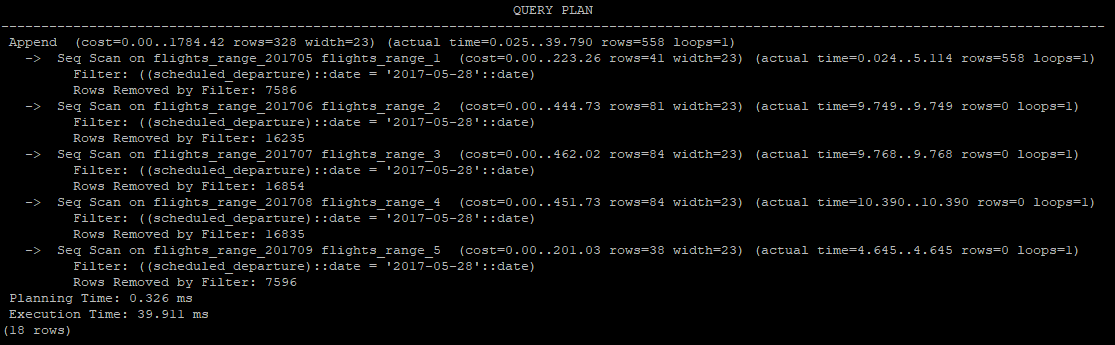 QUERY PLAN
-----------------------------------------------------------------------------------------------------------------------------------------
Append  (cost=0.00..1784.42 rows=328 width=23) (actual time=0.025..39.790 rows=558 loops=1)
  ->  Seq Scan on flights_range_201705 flights_range_1  (cost=0.00..223.26 rows=41 width=23) (actual time=0.024..5.114 rows=558 loops=1)
        Filter: ((scheduled_departure)::date = '2017-05-28'::date)
        Rows Removed by Filter: 7586
  ->  Seq Scan on flights_range_201706 flights_range_2  (cost=0.00..444.73 rows=81 width=23) (actual time=9.749..9.749 rows=0 loops=1)
        Filter: ((scheduled_departure)::date = '2017-05-28'::date)
        Rows Removed by Filter: 16235
  ->  Seq Scan on flights_range_201707 flights_range_3  (cost=0.00..462.02 rows=84 width=23) (actual time=9.768..9.768 rows=0 loops=1)
        Filter: ((scheduled_departure)::date = '2017-05-28'::date)
        Rows Removed by Filter: 16854
  ->  Seq Scan on flights_range_201708 flights_range_4  (cost=0.00..451.73 rows=84 width=23) (actual time=10.390..10.390 rows=0 loops=1)
        Filter: ((scheduled_departure)::date = '2017-05-28'::date)
        Rows Removed by Filter: 16835
  ->  Seq Scan on flights_range_201709 flights_range_5  (cost=0.00..201.03 rows=38 width=23) (actual time=4.645..4.645 rows=0 loops=1)
        Filter: ((scheduled_departure)::date = '2017-05-28'::date)
        Rows Removed by Filter: 7596
Planning Time: 0.326 ms
Execution Time: 39.911 ms
(18 rows)